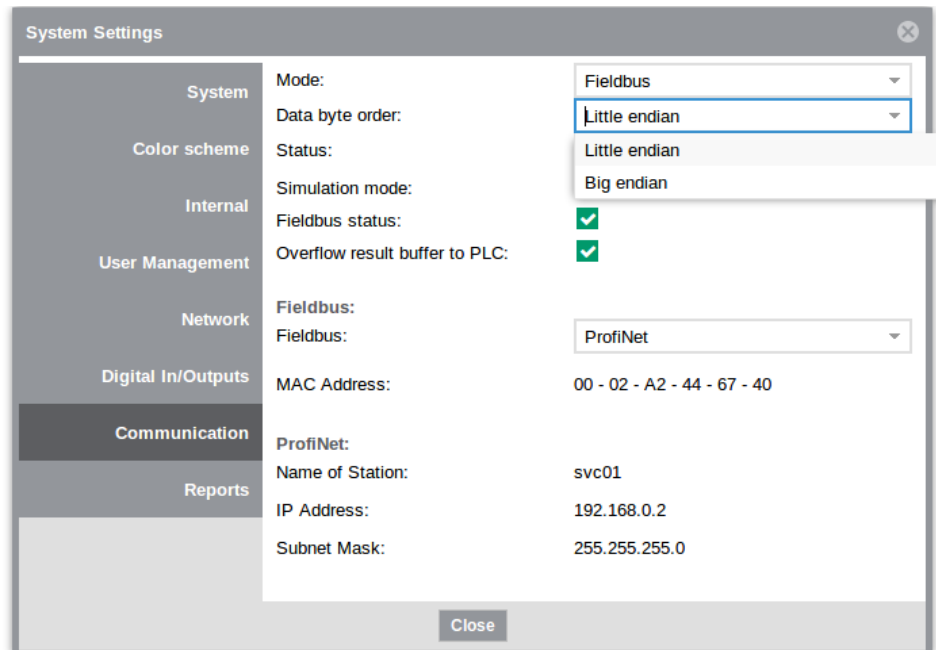 System Settings
System
Color scheme
Internal
User Management
Network
Digital In/Outputs
Communication
Reports
Mode: Fieldbus
Data byte order: Little endian
Status: Little endian
Big endian
Simulation mode:
Fieldbus status:
Overflow result buffer to PLC:
Fieldbus:
Fieldbus: ProfiNet
MAC Address: 00 - 02 - A2 - 44 - 67 - 40
ProfiNet:
Name of Station: svc01
IP Address: 192.168.0.2
Subnet Mask: 255.255.255.0
Close